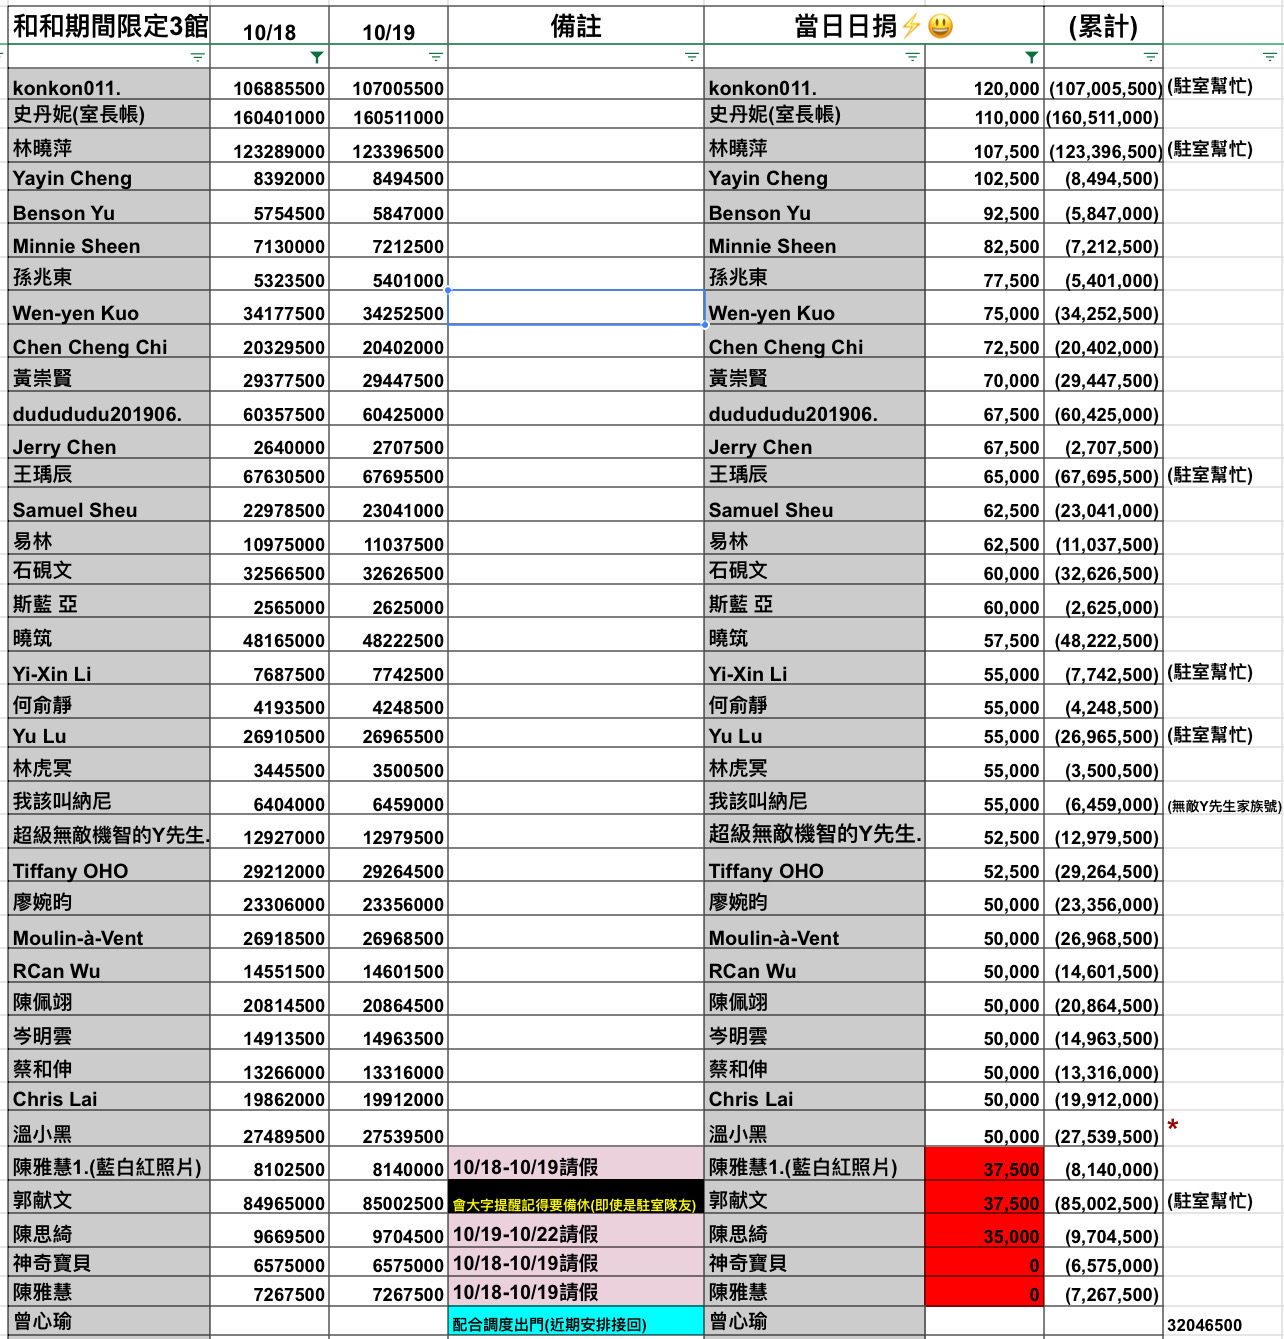 和和期間限定3館 10/18 10/19 備註 當日日捐⚡😃 (累計)
konkon011. 106885500 107005500 konkon011. 120,000 (107,005,500) (駐室幫忙)
史丹妮(室長帳) 160401000 160511000 史丹妮(室長帳) 110,000 (160,511,000)
林曉萍 123289000 123396500 林曉萍 107,500 (123,396,500) (駐室幫忙)
Yayin Cheng 8392000 8494500 Yayin Cheng 102,500 (8,494,500)
Benson Yu 5754500 5847000 Benson Yu 92,500 (5,847,000)
Minnie Sheen 7130000 7212500 Minnie Sheen 82,500 (7,212,500)
孫兆東 5323500 5401000 孫兆東 77,500 (5,401,000)
Wen-yen Kuo 34177500 34252500 Wen-yen Kuo 75,000 (34,252,500)
Chen Cheng Chi 20329500 20402000 Chen Cheng Chi 72,500 (20,402,000)
黃崇賢 29377500 29447500 黃崇賢 70,000 (29,447,500)
dudududu201906. 60357500 60425000 dudududu201906. 67,500 (60,425,000)
Jerry Chen 2640000 2707500 Jerry Chen 67,500 (2,707,500)
王瑀辰 67630500 67695500 王瑀辰 65,000 (67,695,500) (駐室幫忙)
Samuel Sheu 22978500 23041000 Samuel Sheu 62,500 (23,041,000)
易林 10975000 11037500 易林 62,500 (11,037,500)
石硯文 32566500 32626500 石硯文 60,000 (32,626,500)
斯藍 亞 2565000 2625000 斯藍 亞 60,000 (2,625,000)
曉筑 48165000 48222500 曉筑 57,500 (48,222,500)
Yi-Xin Li 7687500 7742500 Yi-Xin Li 55,000 (7,742,500) (駐室幫忙)
何俞靜 4193500 4248500 何俞靜 55,000 (4,248,500)
Yu Lu 26910500 26965500 Yu Lu 55,000 (26,965,500) (駐室幫忙)
林虎冥 3445500 3500500 林虎冥 55,000 (3,500,500)
我該叫納尼 6404000 6459000 我該叫納尼 55,000 (6,459,000) (無敵Y先生家族號)
超級無敵機智的Y先生. 12927000 12979500 超級無敵機智的Y先生. 52,500 (12,979,500)
Tiffany OHO 29212000 29264500 Tiffany OHO 52,500 (29,264,500)
廖婉昀 23306000 23356000 廖婉昀 50,000 (23,356,000)
Moulin-à-Vent 26918500 26968500 Moulin-à-Vent 50,000 (26,968,500)
RCan Wu 14551500 14601500 RCan Wu 50,000 (14,601,500)
陳佩翊 20814500 20864500 陳佩翊 50,000 (20,864,500)
岑明雲 14913500 14963500 岑明雲 50,000 (14,963,500)
蔡和伸 13266000 13316000 蔡和伸 50,000 (13,316,000)
Chris Lai 19862000 19912000 Chris Lai 50,000 (19,912,000)
溫小黑 27489500 27539500 溫小黑 50,000 (27,539,500) *
陳雅慧1.(藍白紅照片) 8102500 8140000 10/18-10/19請假 陳雅慧1.(藍白紅照片) 37,500 (8,140,000)
郭献文 84965000 85002500 會大字提醒記得要備休(即使是駐室隊友) 郭献文 37,500 (85,002,500) (駐室幫忙)
陳思綺 9669500 9704500 10/19-10/22請假 陳思綺 35,000 (9,704,500)
神奇寶貝 6575000 6575000 10/18-10/19請假 神奇寶貝 0 (6,575,000)
陳雅慧 7267500 7267500 10/18-10/19請假 陳雅慧 0 (7,267,500)
曾心瑜 配合調度出門(近期安排接回) 曾心瑜 32046500